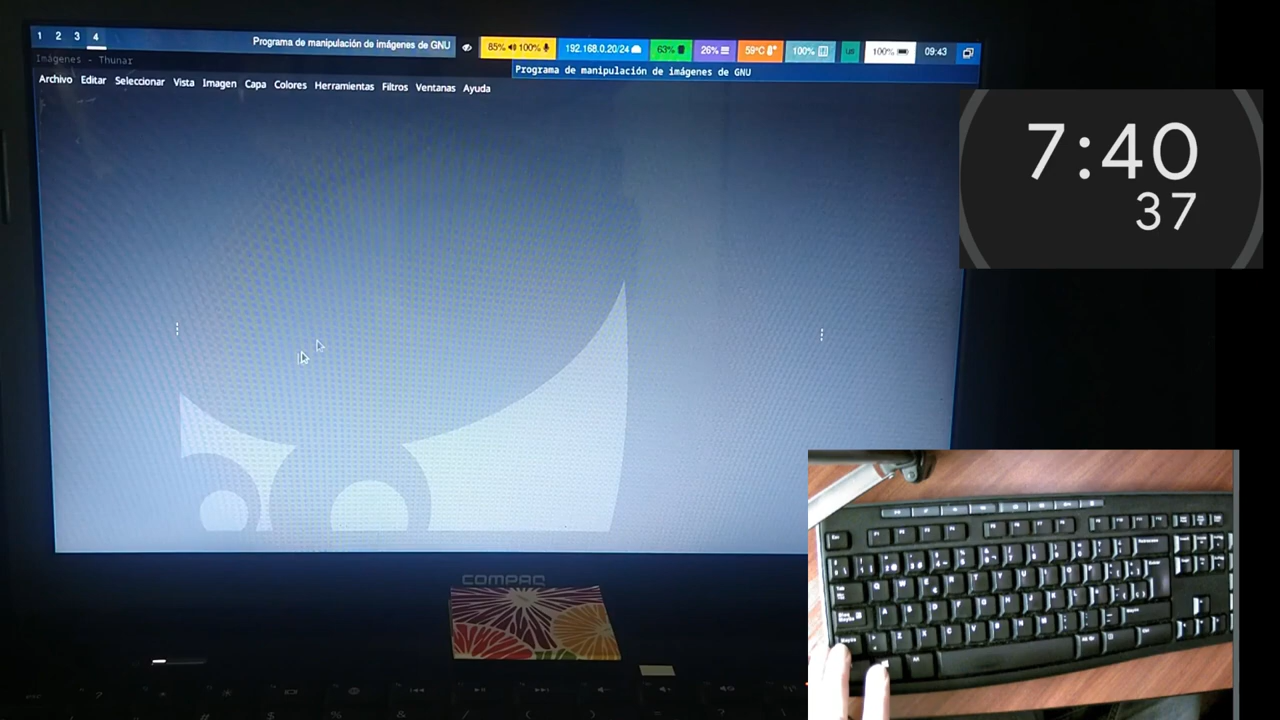 1 2 3 4
Programa de manipulación de imágenes de GNU
85% 100% 192.168.0.20/24 63% 26% 59°C 100% us 100% 09:43
Imágenes - Thunar
Programa de manipulación de imágenes de GNU
Archivo Editar Seleccionar Vista Imagen Capa Colores Herramientas Filtros Ventanas Ayuda
7:40
37
COMPAQ